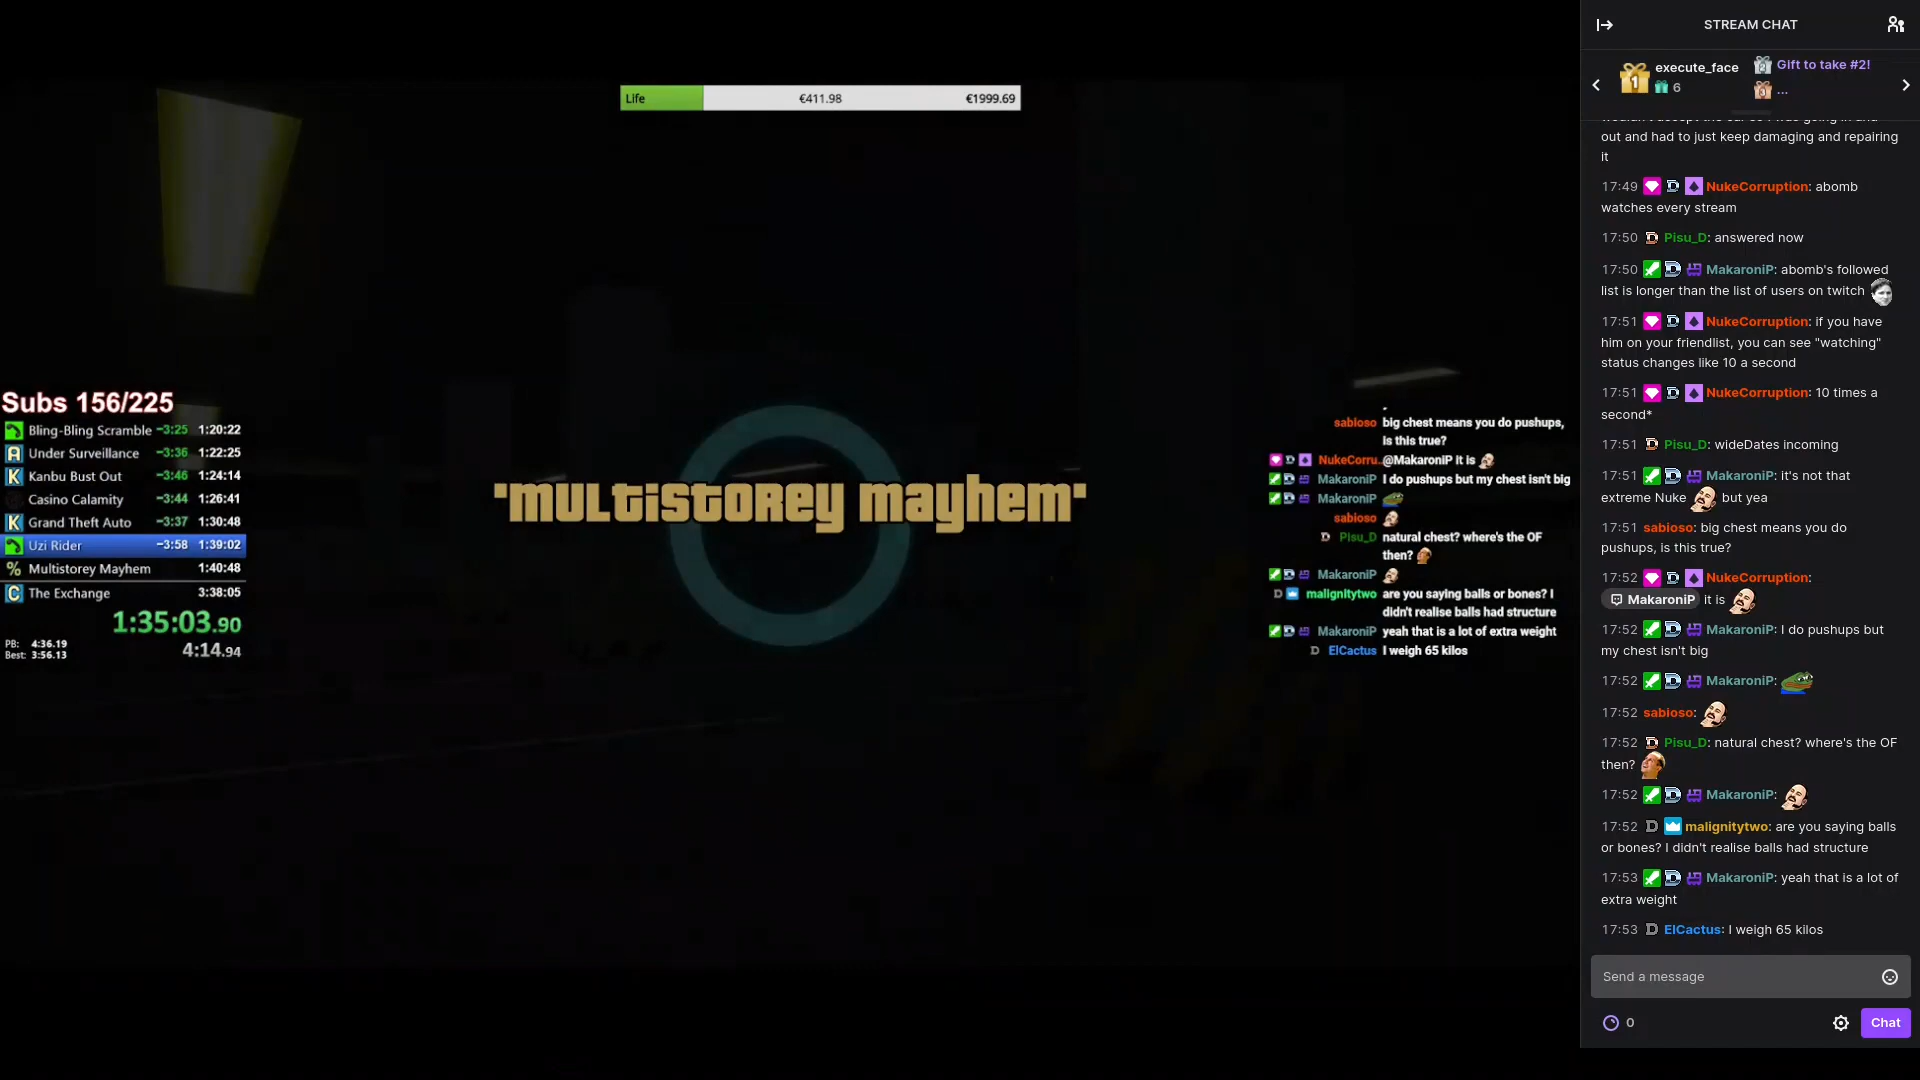 Life €411.98 €1999.69
Subs 156/225
Bling-Bling Scramble -3:25 1:20:22
Under Surveillance -3:36 1:22:25
Kanbu Bust Out -3:46 1:24:14
Casino Calamity -3:44 1:26:41
Grand Theft Auto -3:37 1:30:48
Uzi Rider -3:58 1:39:02
Multistorey Mayhem 1:40:48
The Exchange 3:38:05
1:35:03.90
PB: 4:36.19
Best: 3:56.13
4:14.94
'MULTISTOREY MAYHEM'
sabioso big chest means you do pushups,
is this true?
NukeCorru.. @MakaroniP it is
MakaroniP I do pushups but my chest isn't big
MakaroniP
sabioso
Pisu_D natural chest? where's the OF
then?
MakaroniP
malignitytwo are you saying balls or bones? I
didn't realise balls had structure
MakaroniP yeah that is a lot of extra weight
ElCactus I weigh 65 kilos
STREAM CHAT
execute_face
6
Gift to take #2!
...
out and had to just keep damaging and repairing
it
17:49 NukeCorruption: abomb
watches every stream
17:50 Pisu_D: answered now
17:50 MakaroniP: abomb's followed
list is longer than the list of users on twitch
17:51 NukeCorruption: if you have
him on your friendlist, you can see "watching"
status changes like 10 a second
17:51 NukeCorruption: 10 times a
second*
17:51 Pisu_D: wideDates incoming
17:51 MakaroniP: it's not that
extreme Nuke but yea
17:51 sabioso: big chest means you do
pushups, is this true?
17:52 NukeCorruption:
MakaroniP it is
17:52 MakaroniP: I do pushups but
my chest isn't big
17:52 MakaroniP:
17:52 sabioso:
17:52 Pisu_D: natural chest? where's the OF
then?
17:52 MakaroniP:
17:52 malignitytwo: are you saying balls
or bones? I didn't realise balls had structure
17:53 MakaroniP: yeah that is a lot of
extra weight
17:53 ElCactus: I weigh 65 kilos
Send a message
0
Chat